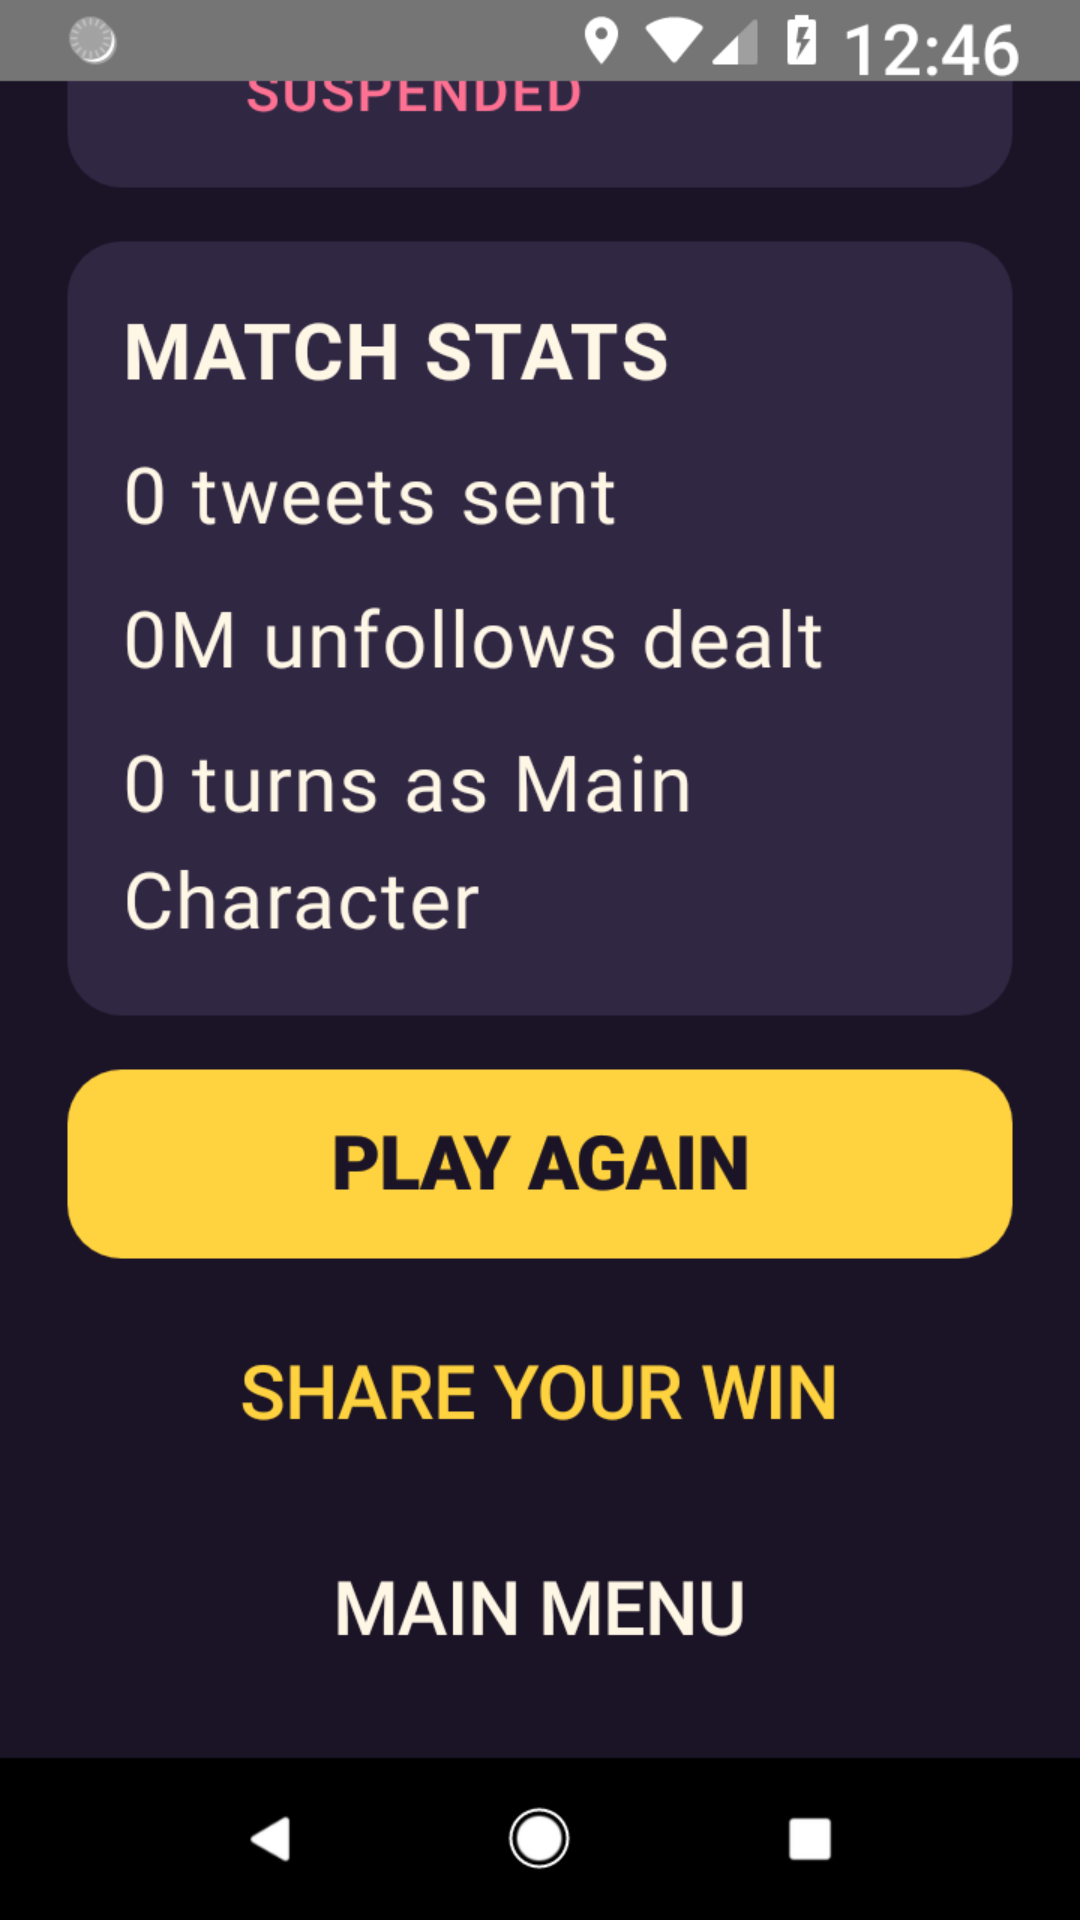 12:46
SUSPENDED
MATCH STATS
0 tweets sent
0M unfollows dealt
0 turns as Main
Character
PLAY AGAIN
SHARE YOUR WIN
MAIN MENU